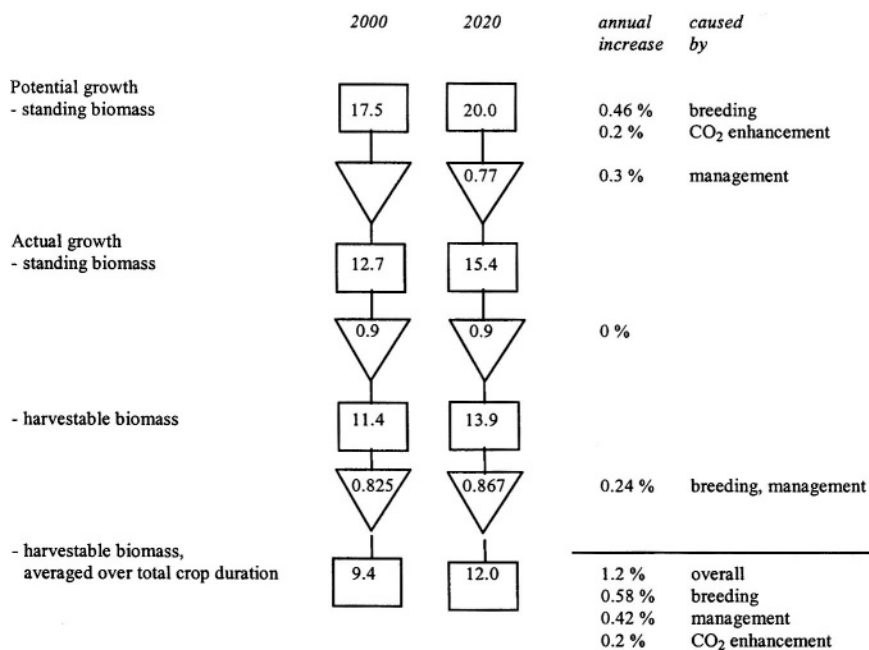 2000 2020 annual caused
increase by
Potential growth
- standing biomass 17.5 20.0 0.46 % breeding
0.2 % CO₂ enhancement
0.77 0.3 % management
Actual growth
- standing biomass 12.7 15.4
0.9 0.9 0 %
- harvestable biomass 11.4 13.9
0.825 0.867 0.24 % breeding, management
- harvestable biomass,
averaged over total crop duration 9.4 12.0 1.2 % overall
0.58 % breeding
0.42 % management
0.2 % CO₂ enhancement